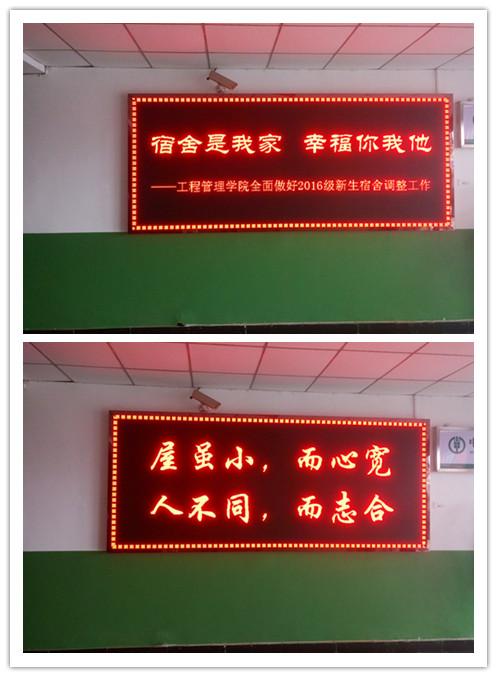 宿舍是我家 幸福你我他
——工程管理学院全面做好2016级新生宿舍调整工作
屋虽小，而心宽
人不同，而志合